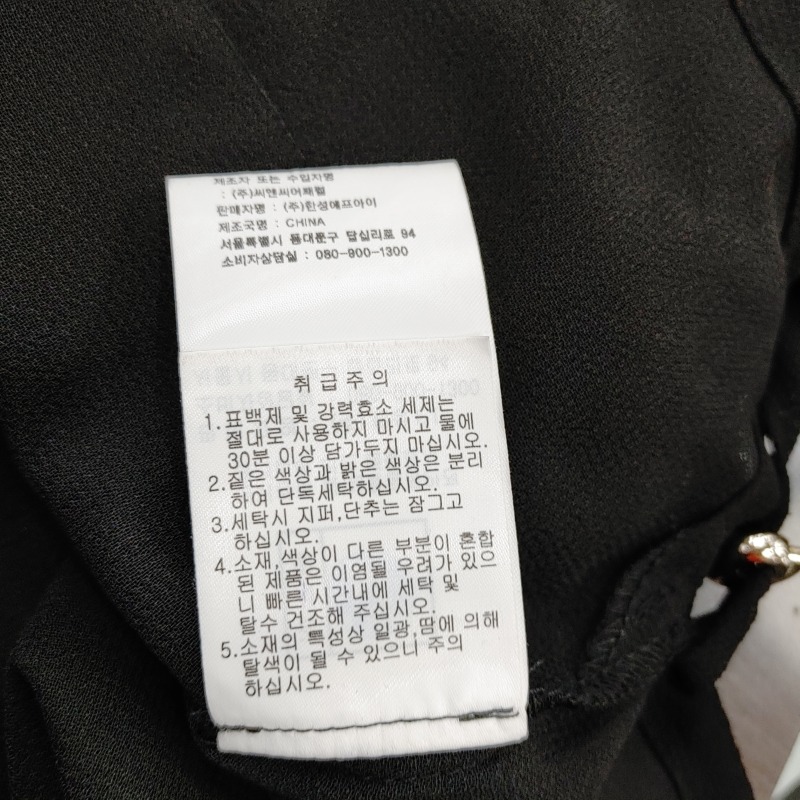 제조자 또는 수입자명
: (주)씨앤씨어패럴
판매자명 : (주)한성에프아이
제조국명 : CHINA
서울특별시 동대문구 답십리로 94
소비자상담실 : 080-900-1300
취급주의
1. 표백제 및 강력효소 세제는
절대로 사용하지 마시고 물에
30분 이상 담가두지 마십시오.
2. 짙은 색상과 밝은 색상은 분리
하여 단독세탁하십시오.
3. 세탁시 지퍼,단추는 잠그고
하십시오.
4. 소재,색상이 다른 부분이 혼합
된 제품은 이염될 우려가 있으
니 빠른 시간내에 세탁 및
탈수 건조해 주십시오.
5. 소재의 특성상 일광,땀에 의해
탈색이 될 수 있으니 주의
하십시오.